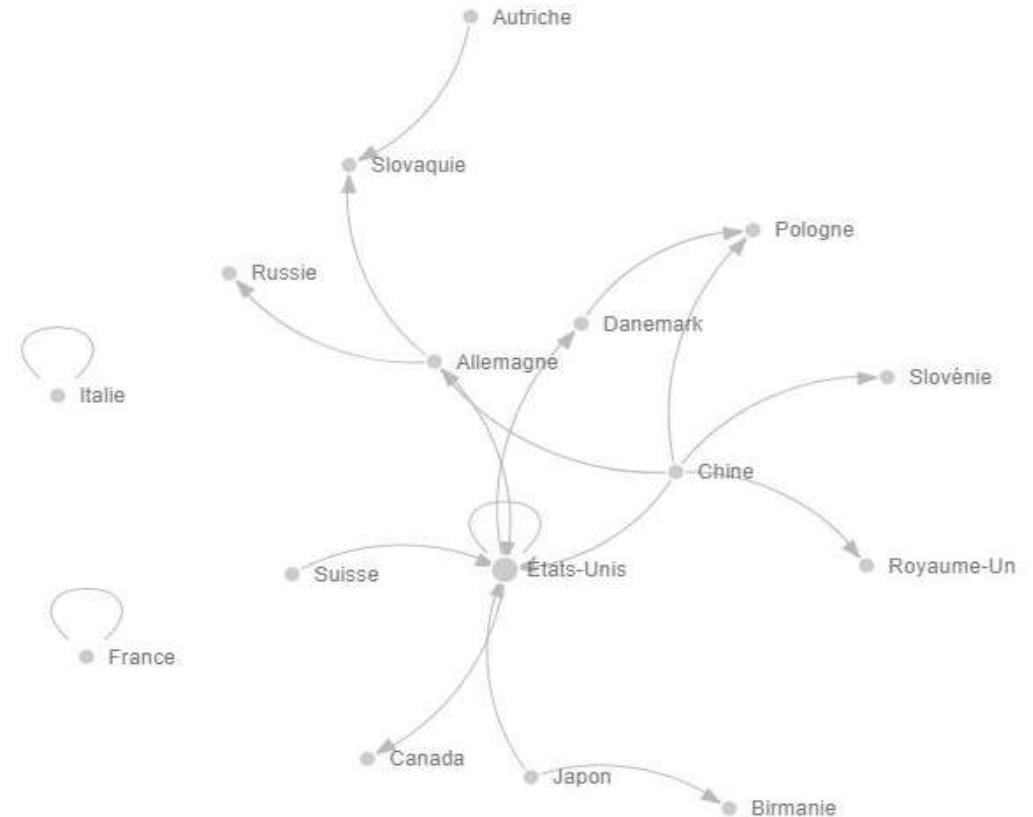 Autriche
Slovaquie
Pologne
Russie
Danemark
Allemagne
Slovénie
Italie
Chine
Royaume-Un
États-Unis
Suisse
France
Canada
Japon
Birmanie